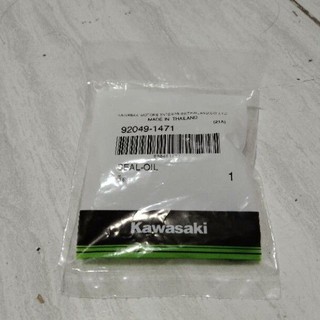 MADE IN THAILAND
92049-1471
SEAL-OIL
1
Kawasaki